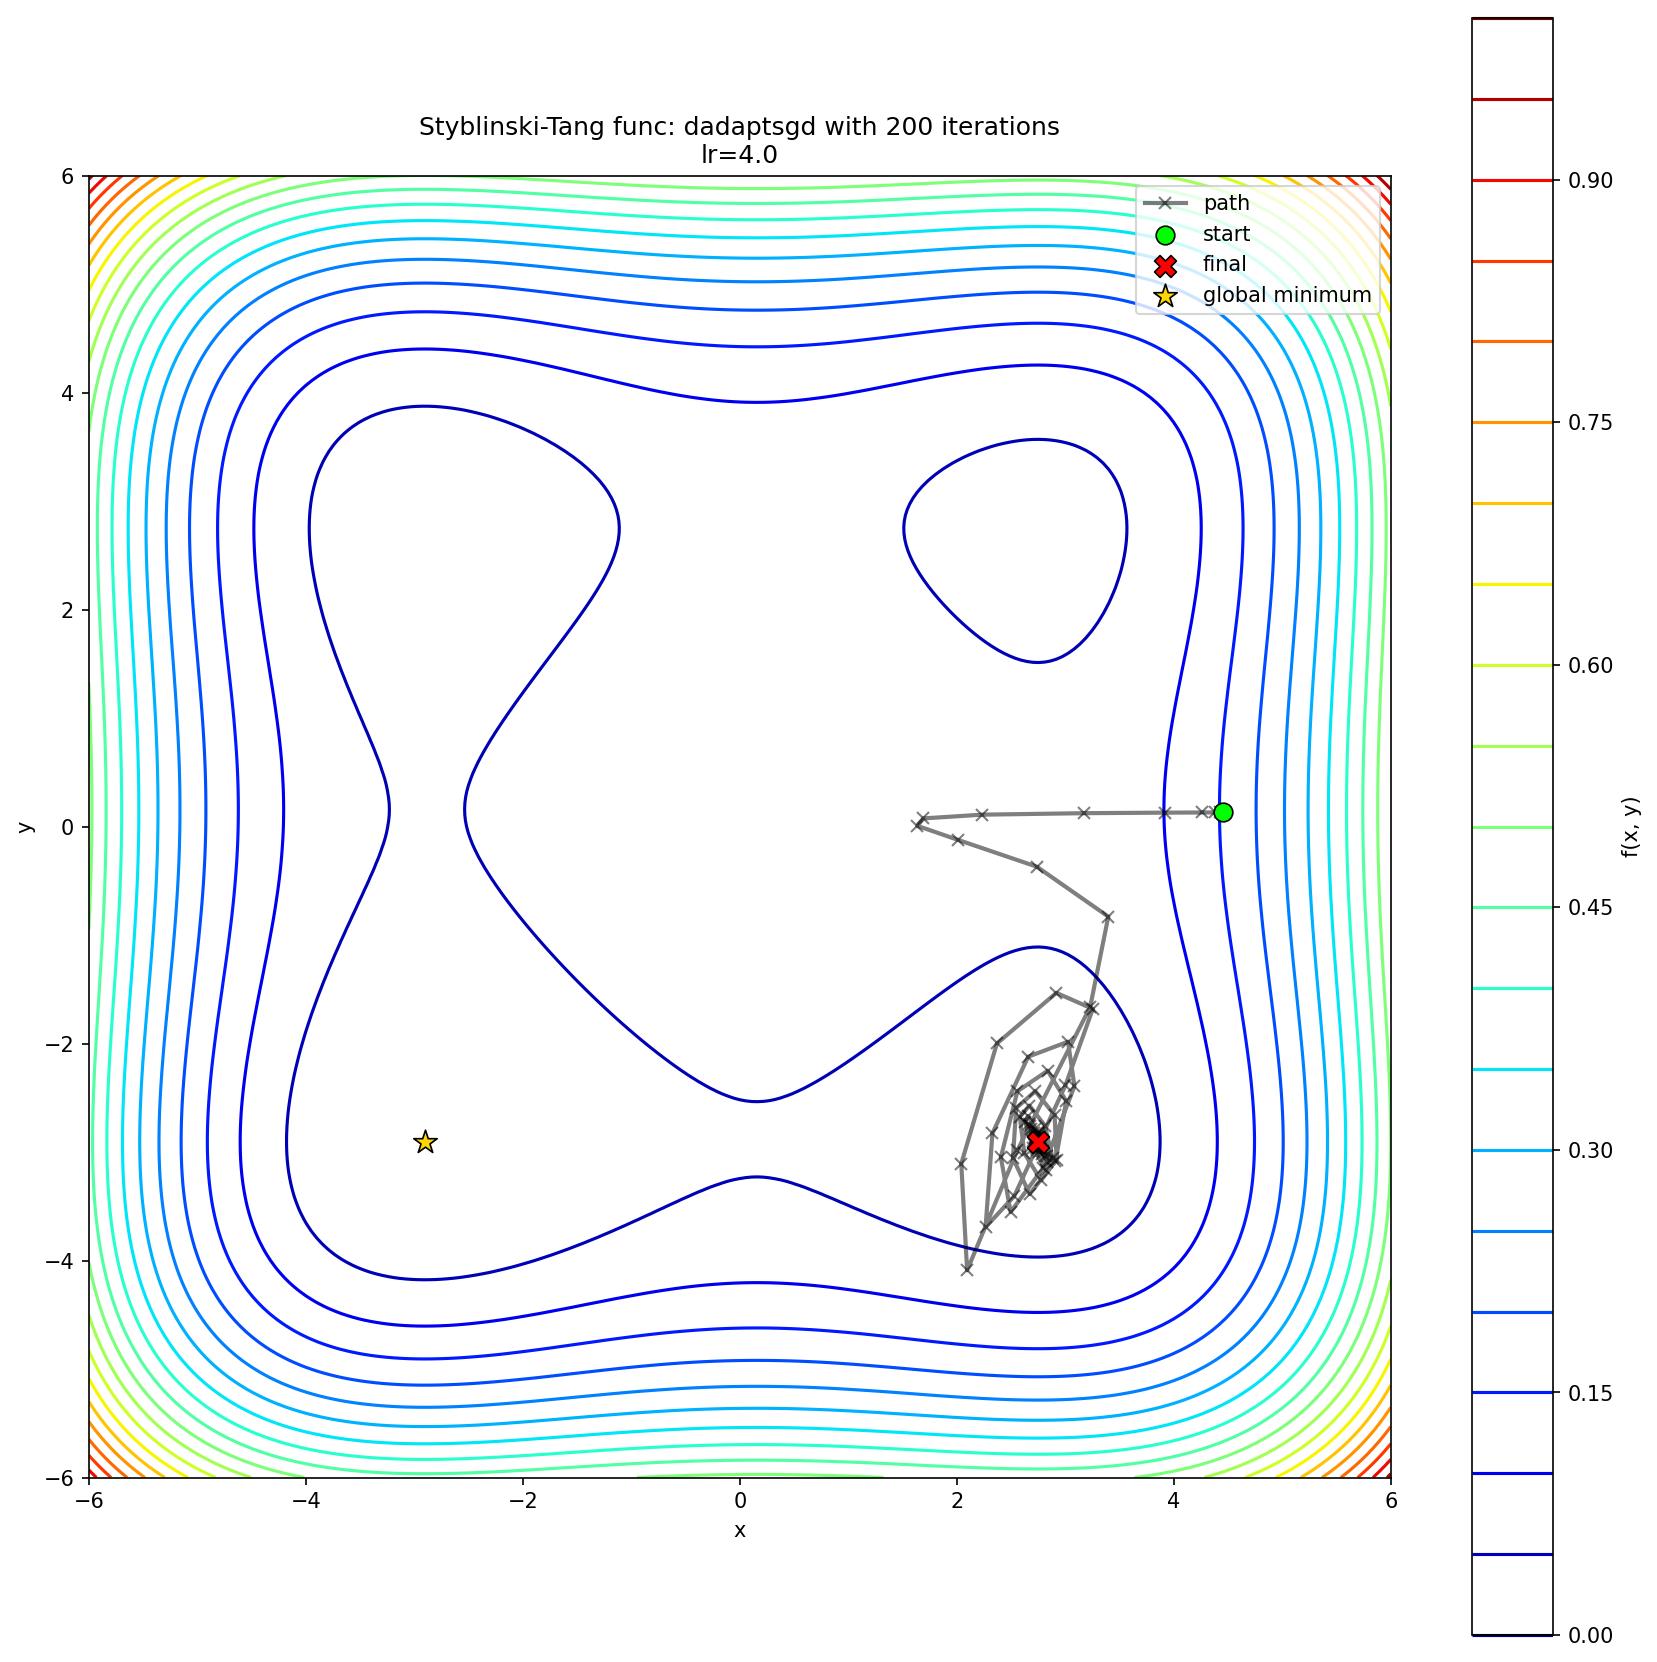 Styblinski-Tang func: dadaptsgd with 200 iterations
lr=4.0
path
start
final
global minimum
6
4
2
0
−2
−4
−6
y
−6
−4
−2
0
2
4
6
x
0.90
0.75
0.60
0.45
0.30
0.15
0.00
f(x, y)